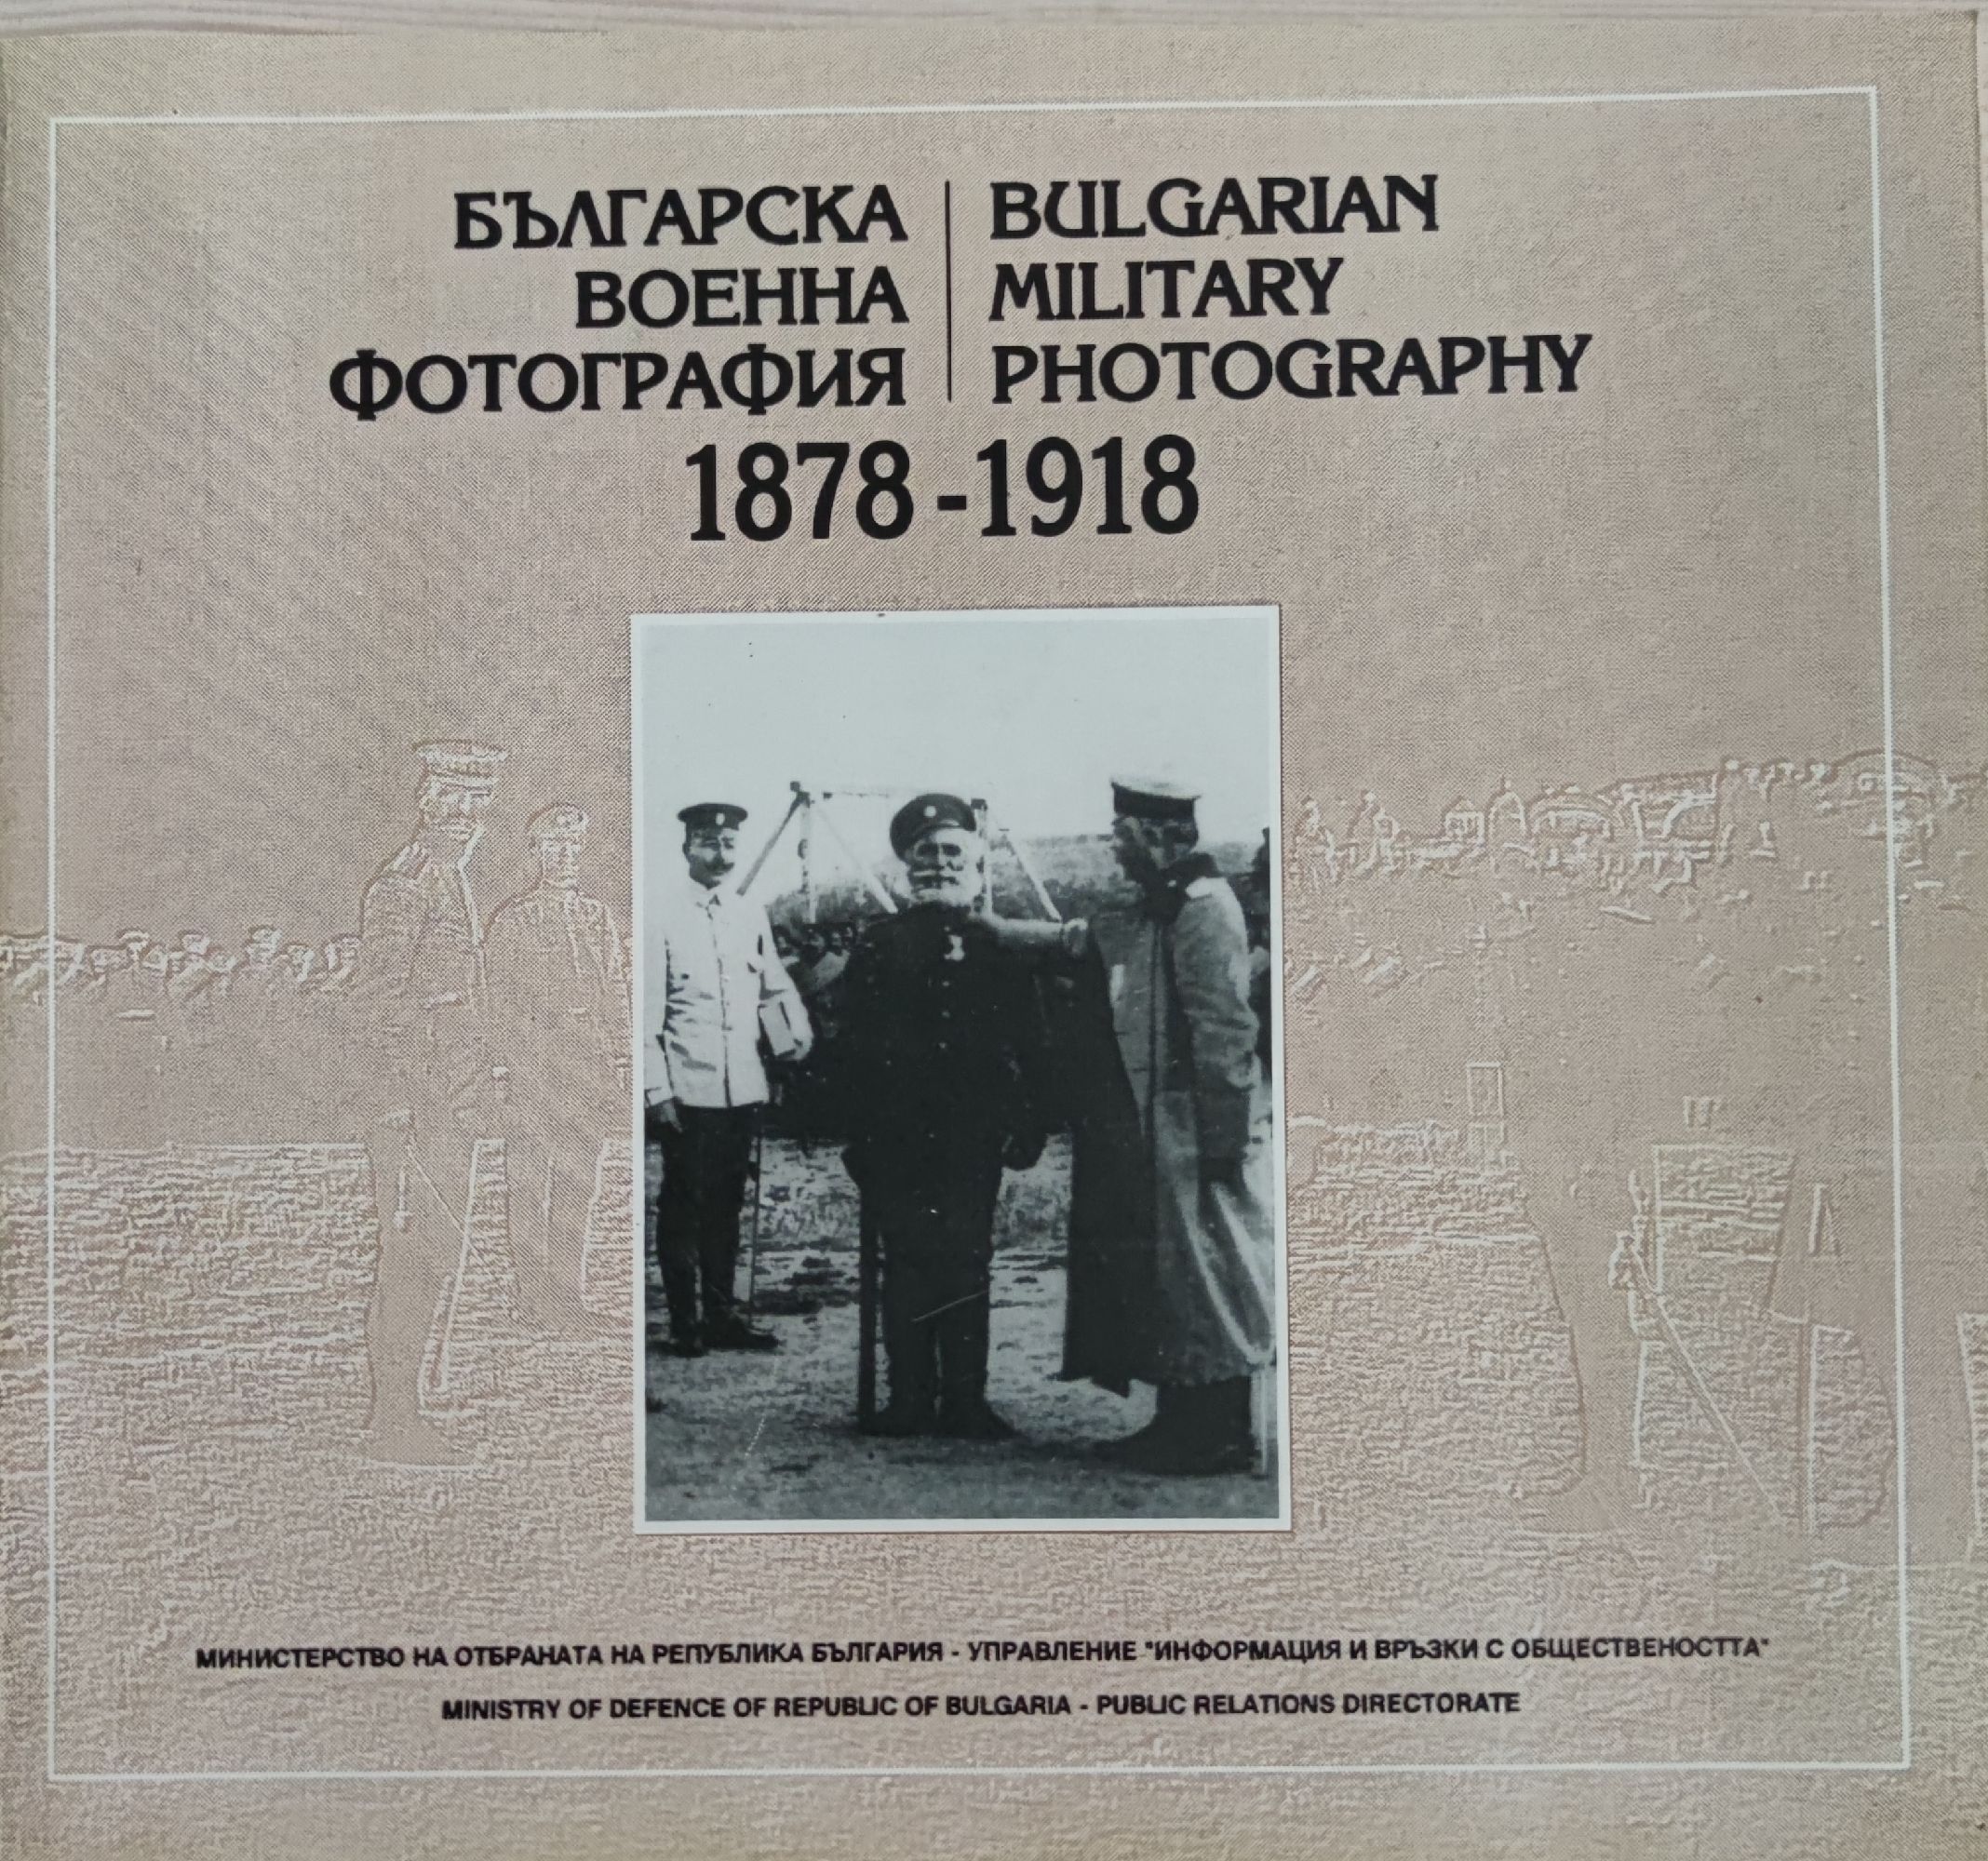 БЪЛГАРСКА
ВОЕННА
ФОТОГРАФИЯ
BULGARIAN
MILITARY
PHOTOGRAPHY
1878 - 1918
МИНИСТЕРСТВО НА ОТБРАНАТА НА РЕПУБЛИКА БЪЛГАРИЯ - УПРАВЛЕНИЕ "ИНФОРМАЦИЯ И ВРЪЗКИ С ОБЩЕСТВЕНОСТТА"
MINISTRY OF DEFENCE OF REPUBLIC OF BULGARIA - PUBLIC RELATIONS DIRECTORATE